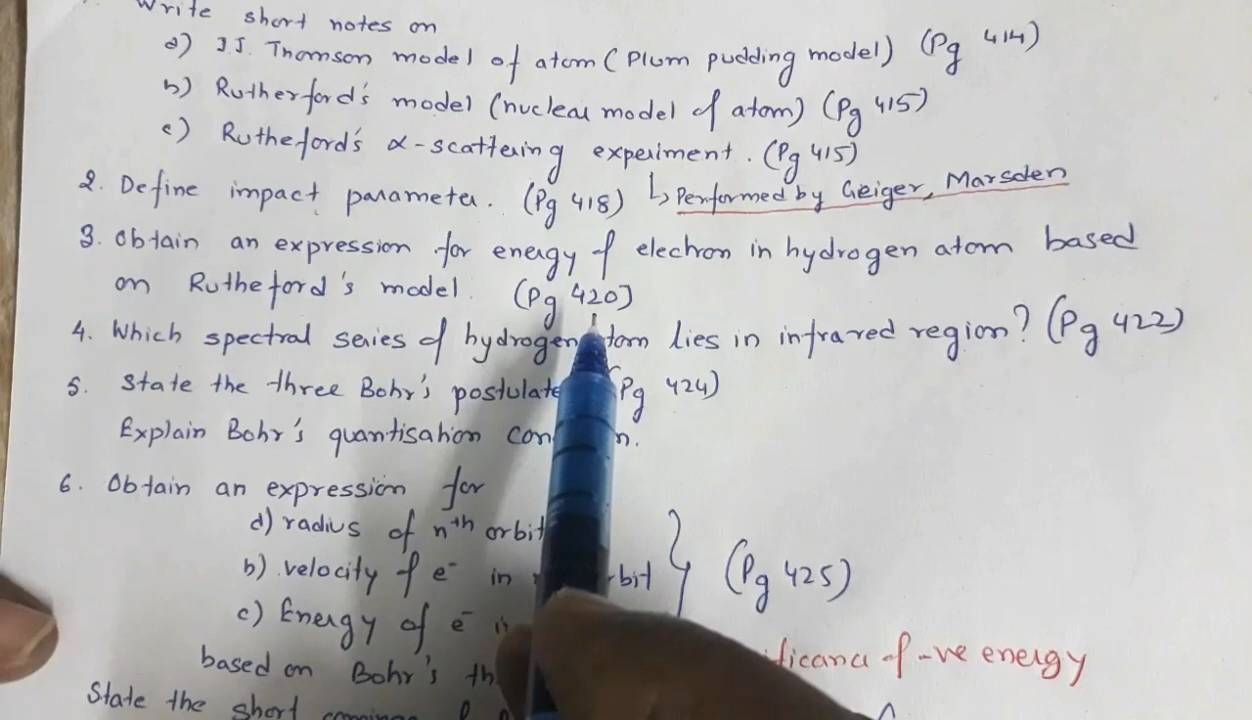 Write short notes on
a) J.J. Thomson model of atom (Plum pudding model) (Pg 414)
b) Rutherford's model (nuclear model of atom) (Pg 415)
c) Rutheford's α-scattering experiment. (Pg 415)
↳ Performed by Geiger, Marsden
2. Define impact parameter. (Pg 418)
3. Obtain an expression for energy of electron in hydrogen atom based
on Rutheford's model. (Pg 420)
4. Which spectral series of hydrogen atom lies in infrared region? (Pg 422)
5. State the three Bohr's postulate (Pg 424)
Explain Bohr's quantisation con n.
6. Obtain an expression for
a) radius of nth orbit
b) velocity of e⁻ in rbit } (Pg 425)
c) Energy of e⁻ i
based on Bohr's th ficance of -ve energy
State the short comings